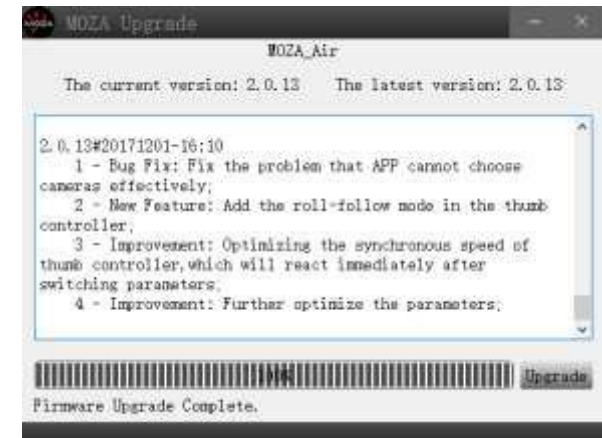 MOZA Upgrade
MOZA_Air
The current version: 2.0.13 The latest version: 2.0.13
2.0.13#20171201-16:10
1 - Bug Fix: Fix the problem that APP cannot choose
cameras effectively;
2 - New Feature: Add the roll-follow mode in the thumb
controller;
3 - Improvement: Optimizing the synchronous speed of
thumb controller,which will react immediately after
switching parameters;
4 - Improvement: Further optimize the parameters;
100%
Upgrade
Firmware Upgrade Complete.